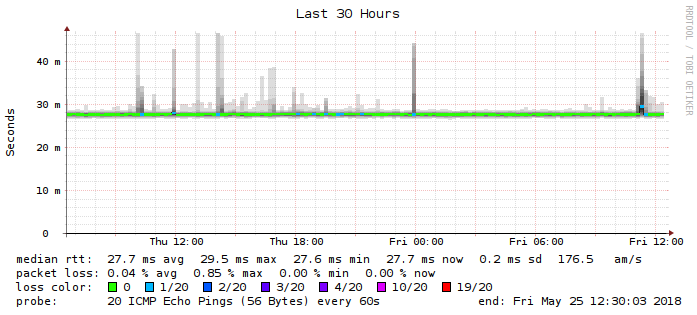 Last 30 Hours
RRDTOOL / TOBI OETIKER
Seconds
40 m
30 m
20 m
10 m
0
Thu 12:00 Thu 18:00 Fri 00:00 Fri 06:00 Fri 12:00
median rtt: 27.7 ms avg 29.5 ms max 27.6 ms min 27.7 ms now 0.2 ms sd 176.5 am/s
packet loss: 0.04 % avg 0.85 % max 0.00 % min 0.00 % now
loss color: 0 1/20 2/20 3/20 4/20 10/20 19/20
probe: 20 ICMP Echo Pings (56 Bytes) every 60s end: Fri May 25 12:30:03 2018